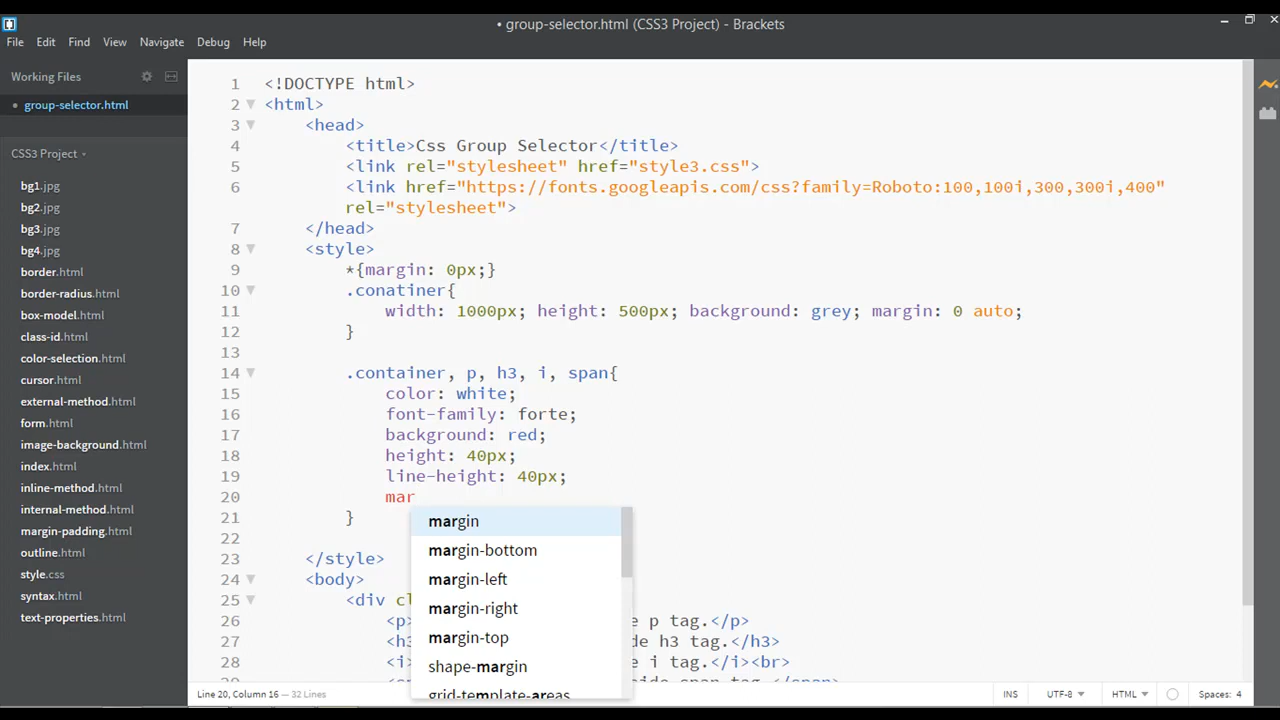 • group-selector.html (CSS3 Project) - Brackets
File Edit Find View Navigate Debug Help
Working Files
• group-selector.html
CSS3 Project
bg1.jpg
bg2.jpg
bg3.jpg
bg4.jpg
border.html
border-radius.html
box-model.html
class-id.html
color-selection.html
cursor.html
external-method.html
form.html
image-background.html
index.html
inline-method.html
internal-method.html
margin-padding.html
outline.html
style.css
syntax.html
text-properties.html
1 <!DOCTYPE html>
2 <html>
3 <head>
4 <title>Css Group Selector</title>
5 <link rel="stylesheet" href="style3.css">
6 <link href="https://fonts.googleapis.com/css?family=Roboto:100,100i,300,300i,400"
rel="stylesheet">
7 </head>
8 <style>
9 *{margin: 0px;}
10 .conatiner{
11 width: 1000px; height: 500px; background: grey; margin: 0 auto;
12 }
13
14 .container, p, h3, i, span{
15 color: white;
16 font-family: forte;
17 background: red;
18 height: 40px;
19 line-height: 40px;
20 mar
21 }
22
23 </style>
24 <body>
25 <div
26 <p> p tag.</p>
27 <h3 h3 tag.</h3>
28 <i> i tag.</i><br>
margin
margin-bottom
margin-left
margin-right
margin-top
shape-margin
grid-template-areas
Line 20, Column 16 — 32 Lines
INS UTF-8 HTML Spaces: 4